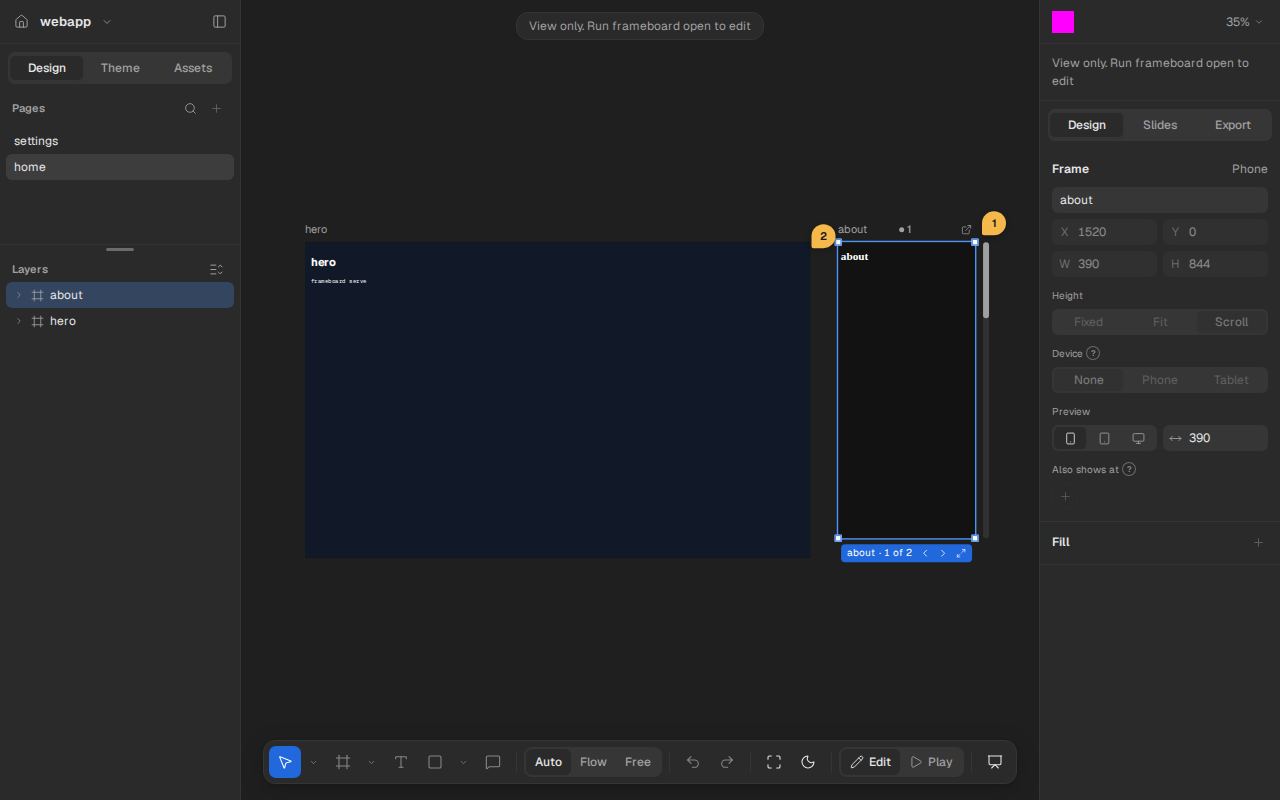 webapp
View only. Run frameboard open to edit
35%
Design
Theme
Assets
View only. Run frameboard open to
edit
Pages
Design
Slides
Export
settings
home
Frame
Phone
about
X 1520
Y 0
W 390
H 844
hero
about
1
1
2
hero
frameboard serve
about
Layers
about
hero
Height
Fixed
Fit
Scroll
Device ?
None
Phone
Tablet
Preview
390
Also shows at ?
Fill
about · 1 of 2
Auto
Flow
Free
Edit
Play